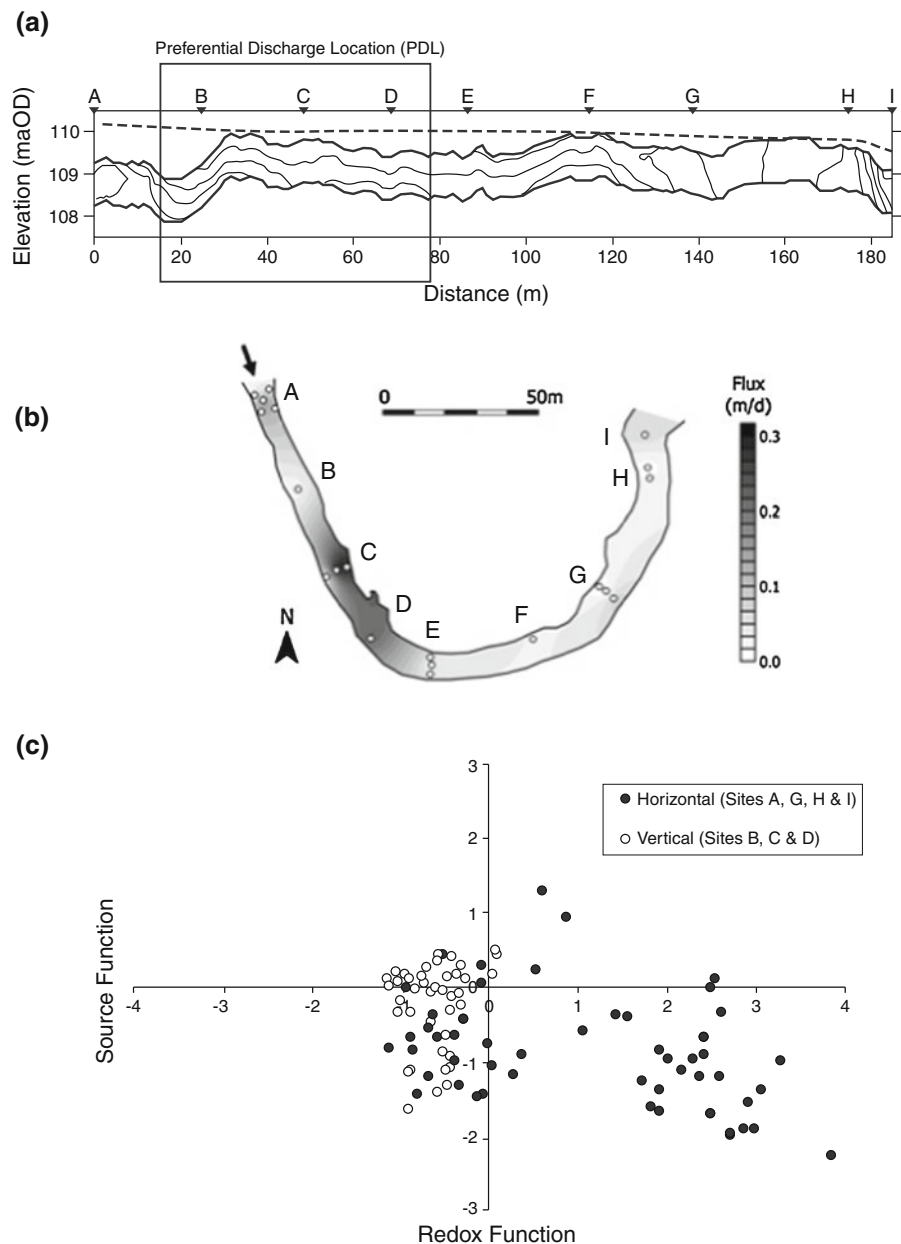 (a)
Preferential Discharge Location (PDL)
A B C D E F G H I
Elevation (maOD)
110
109
108
0 20 40 60 80 100 120 140 160 180
Distance (m)
(b)
0 50m
Flux
(m/d)
0.3
0.2
0.1
0.0
A
B
C
D
E
F
G
H
I
N
(c)
Source Function
3
2
1
0
-1
-2
-3
-4 -3 -2 -1 0 1 2 3 4
Horizontal (Sites A, G, H & I)
Vertical (Sites B, C & D)
Redox Function